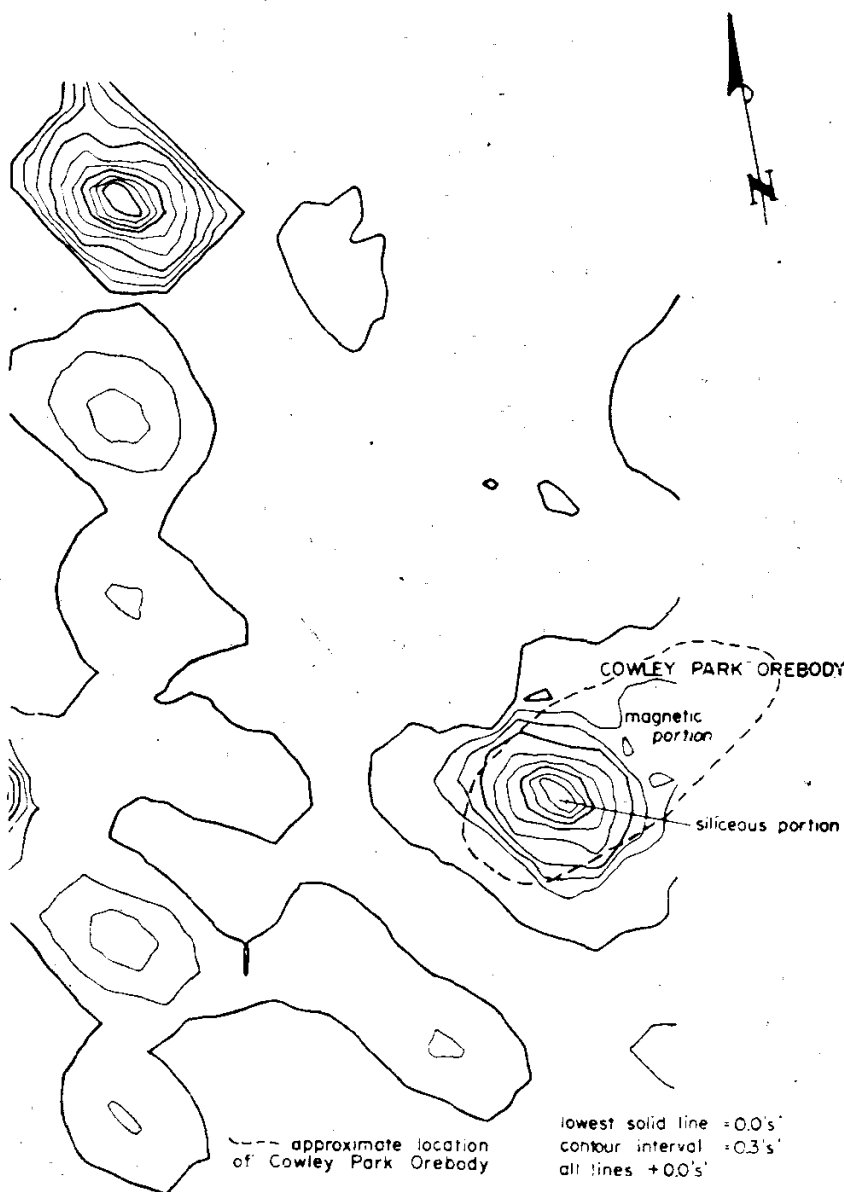 N
COWLEY PARK OREBODY
magnetic
portion
siliceous portion
approximate location
of Cowley Park Orebody
lowest solid line = 0.0's'
contour interval = 0.3's'
all lines + 0.0's'